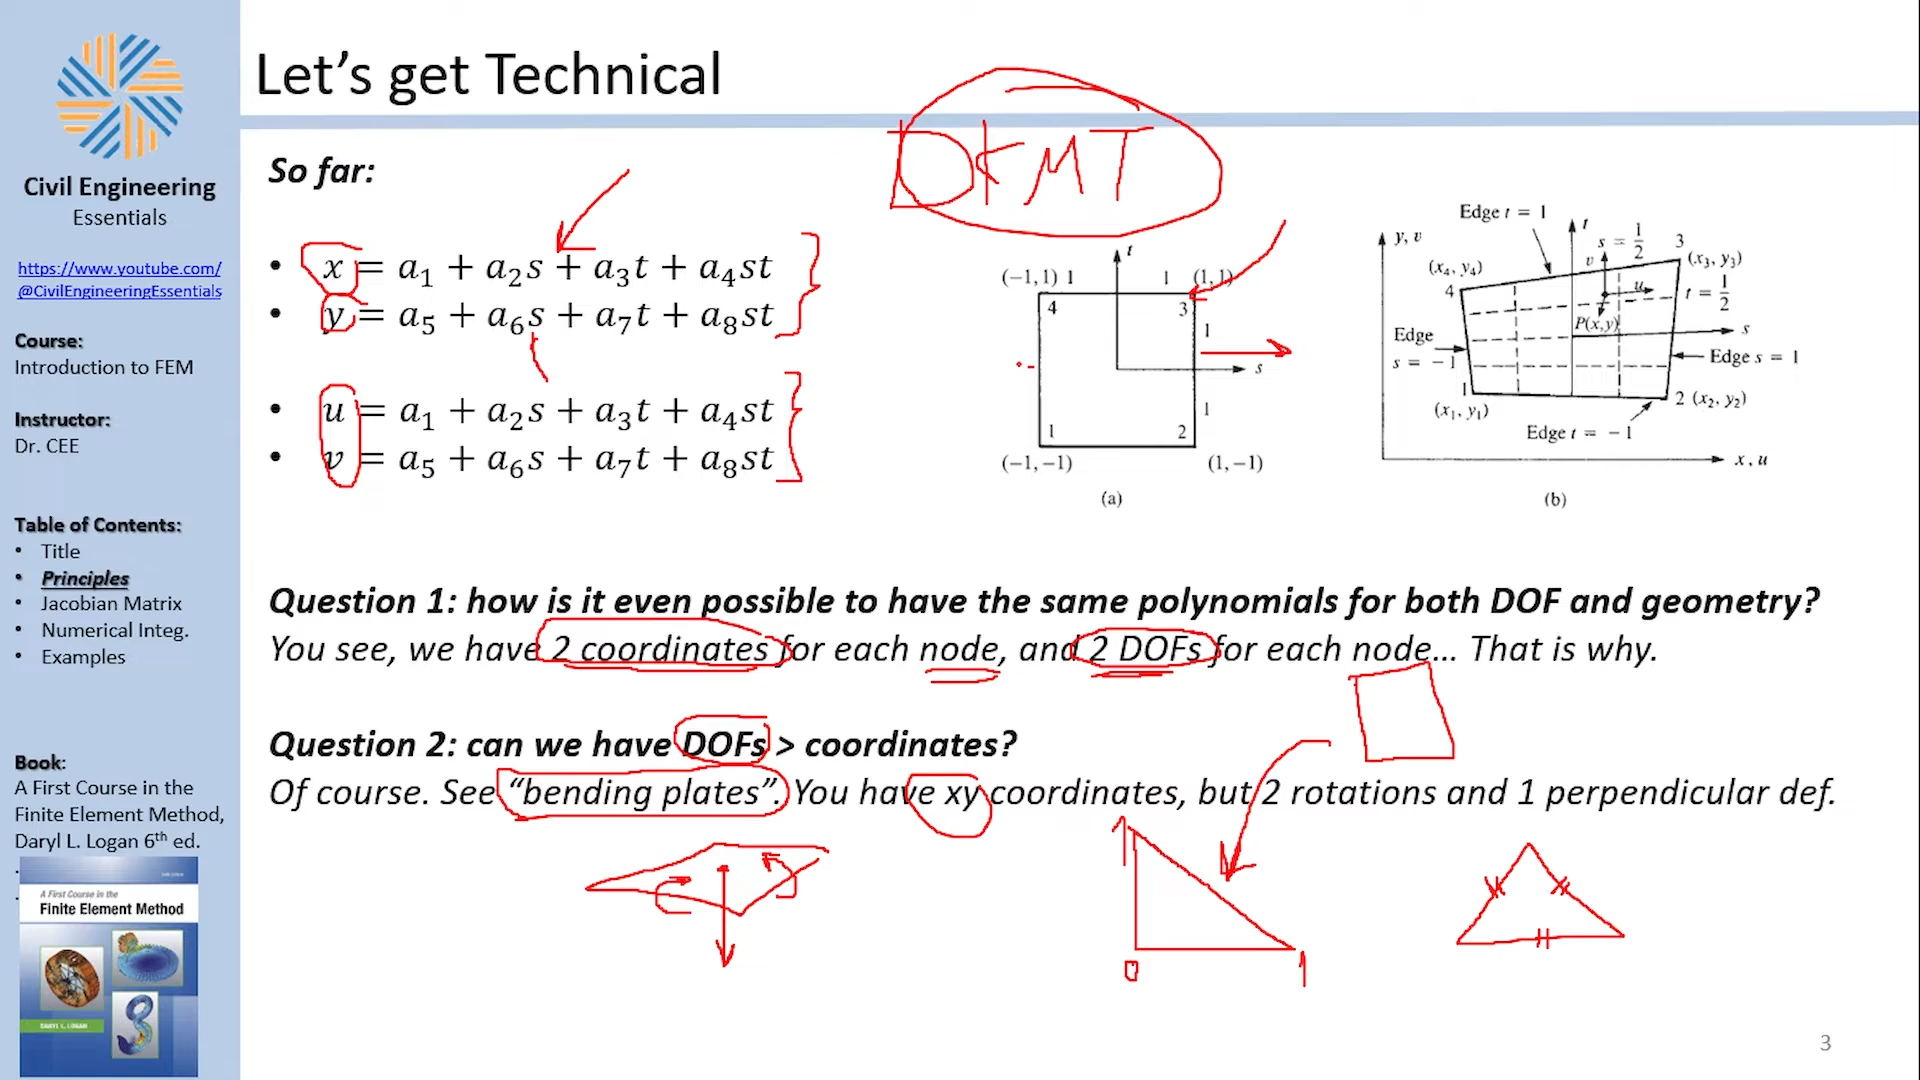 Let's get Technical
Civil Engineering
Essentials
https://www.youtube.com/
@CivilEngineeringEssentials
Course:
Introduction to FEM
Instructor:
Dr. CEE
Table of Contents:
• Title
• Principles
• Jacobian Matrix
• Numerical Integ.
• Examples
Book:
A First Course in the
Finite Element Method,
Daryl L. Logan 6th ed.
A First Course in the
Finite Element Method
DARYL L. LOGAN
So far:
DKMT
• x = a₁ + a₂s + a₃t + a₄st
• y = a₅ + a₆s + a₇t + a₈st
• u = a₁ + a₂s + a₃t + a₄st
• v = a₅ + a₆s + a₇t + a₈st
t
(−1, 1) 1 1 (1, 1)
4 3
1
s
1
1 2
(−1, −1) (1, −1)
(a)
Edge t = 1
y, v
t
s = 1/2
3
(x₃, y₃)
(x₄, y₄)
v
4
u
t = 1/2
P(x, y)
s
Edge
s = − 1
Edge s = 1
1
(x₁, y₁)
2 (x₂, y₂)
Edge t = − 1
x, u
(b)
Question 1: how is it even possible to have the same polynomials for both DOF and geometry?
You see, we have 2 coordinates for each node, and 2 DOFs for each node... That is why.
Question 2: can we have DOFs > coordinates?
Of course. See “bending plates”. You have xy coordinates, but 2 rotations and 1 perpendicular def.
1
0
1
3